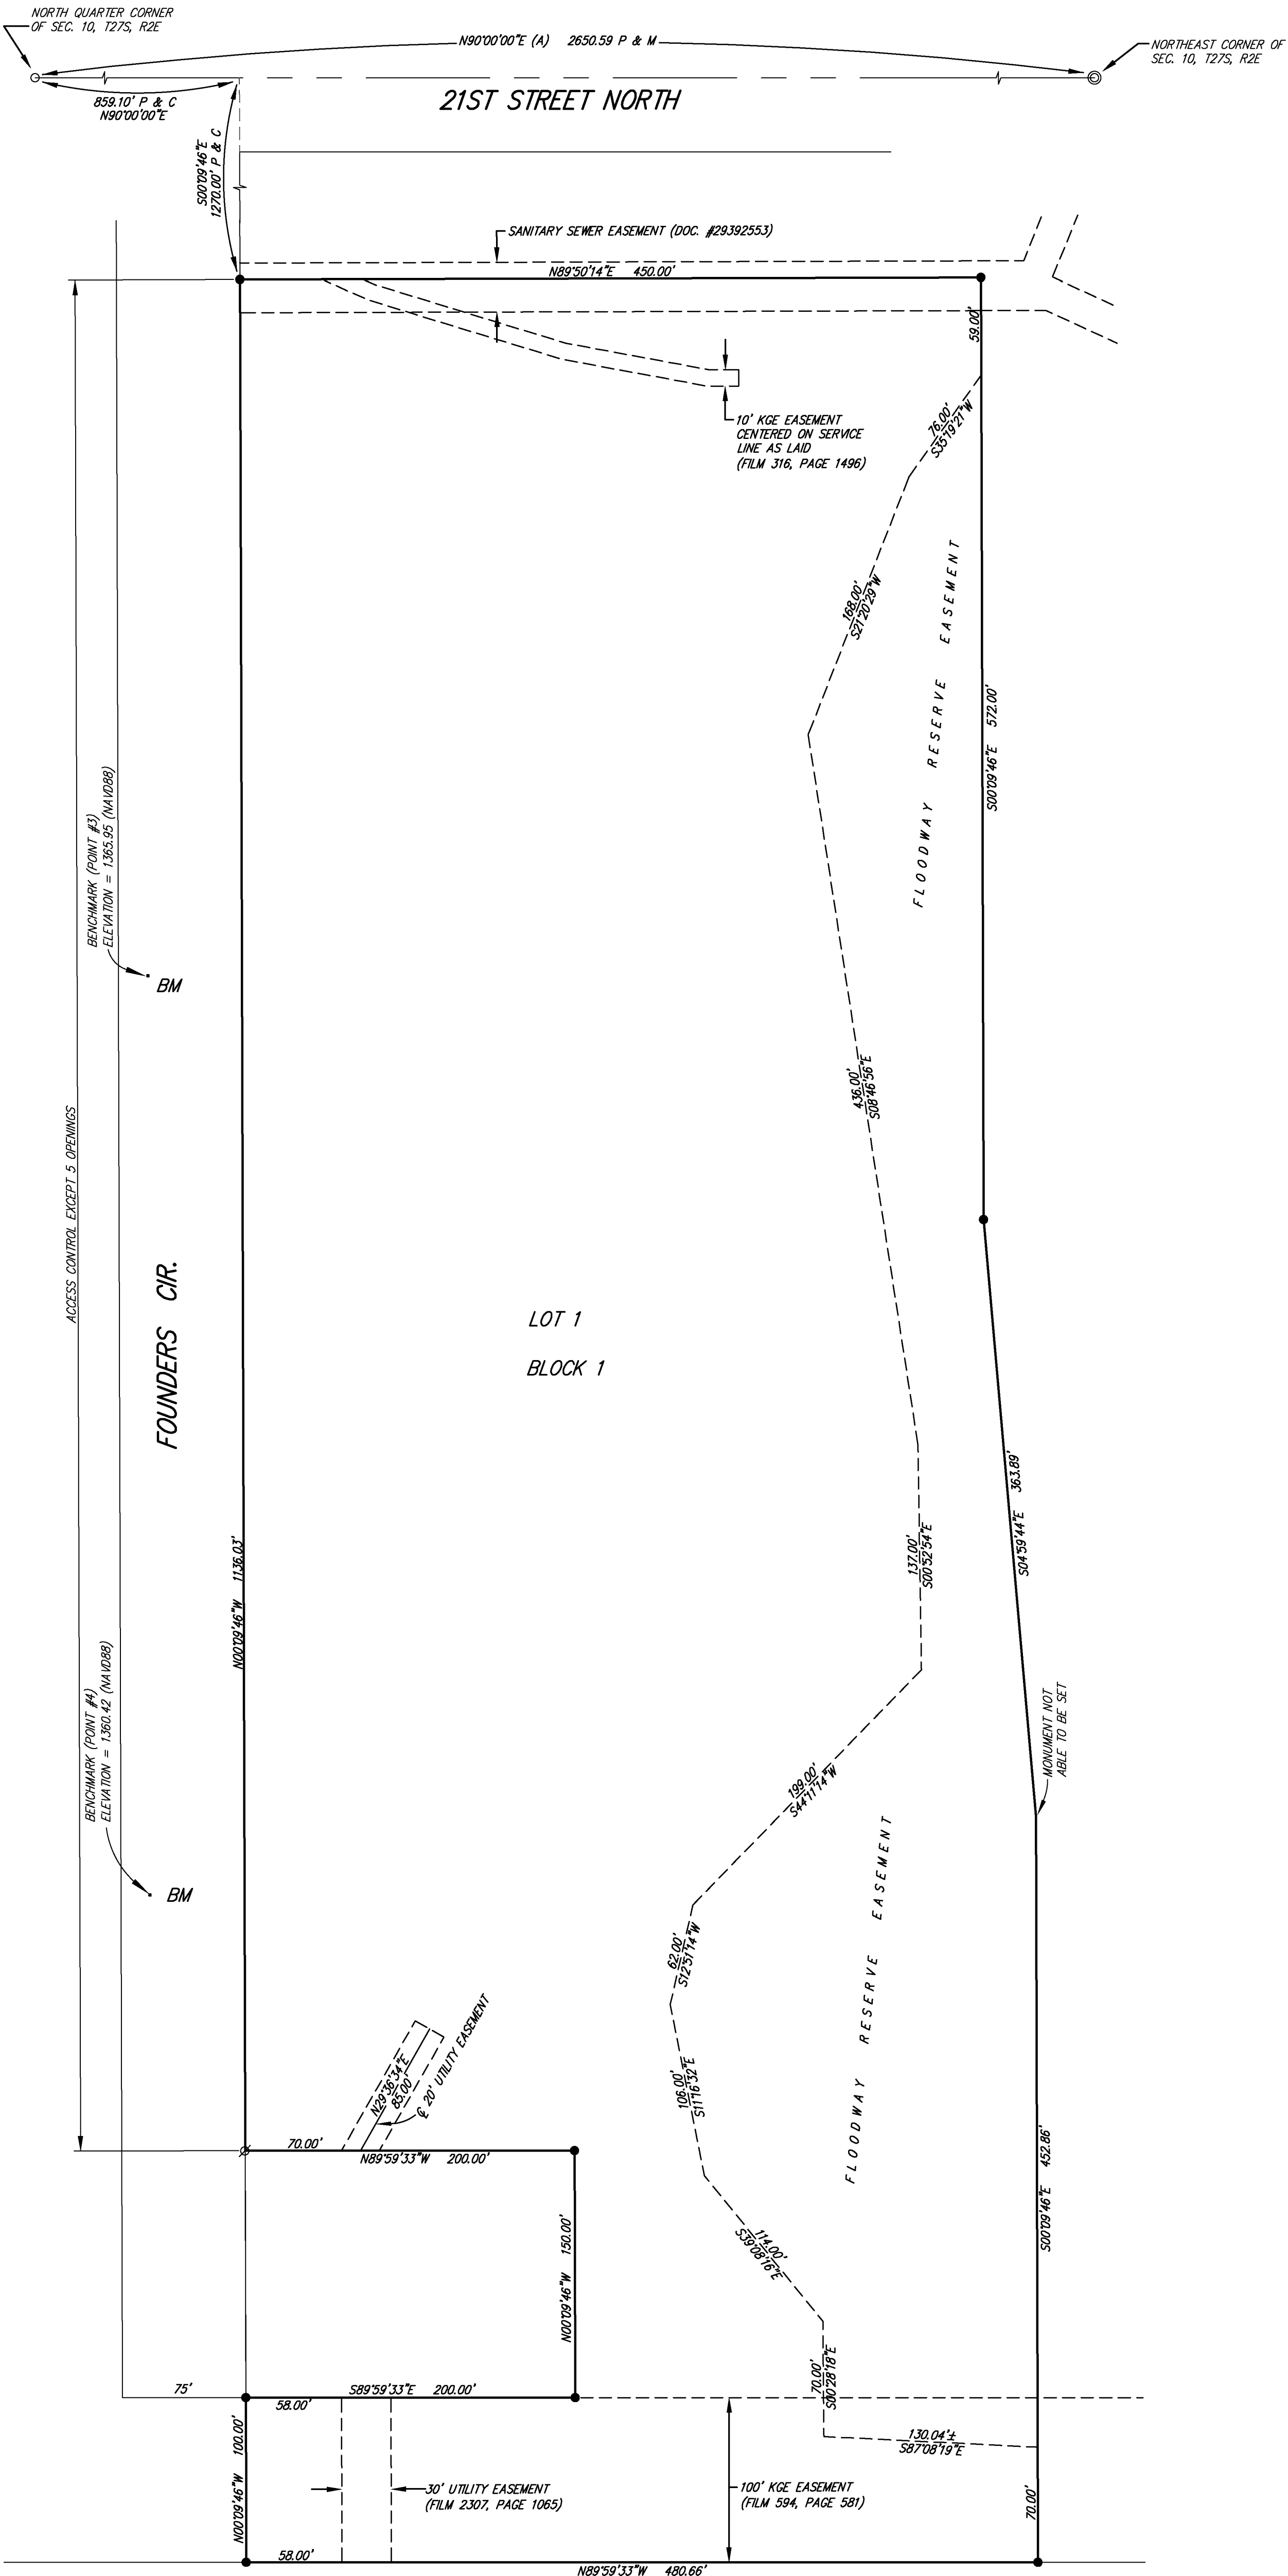 NORTH QUARTER CORNER
OF SEC. 10, T27S, R2E
N90°00'00"E (A) 2650.59 P & M
NORTHEAST CORNER OF
SEC. 10, T27S, R2E
859.10' P & C
N90°00'00"E
21ST STREET NORTH
S00°09'46"E
1270.00' P & C
SANITARY SEWER EASEMENT (DOC. #29392553)
N89°50'14"E 450.00'
59.00'
10' KGE EASEMENT
CENTERED ON SERVICE
LINE AS LAID
(FILM 316, PAGE 1496)
76.00'
S35°19'21"W
168.00'
S21°20'29"W
FLOODWAY RESERVE EASEMENT
S00°09'46"E 572.00'
BENCHMARK (POINT #3)
ELEVATION = 1365.95 (NAVD88)
BM
436.00'
S08°46'56"E
ACCESS CONTROL EXCEPT 5 OPENINGS
FOUNDERS CIR.
LOT 1
BLOCK 1
N00°09'46"W 1136.03'
137.00'
S00°52'54"E
S04°59'44"E 363.89'
BENCHMARK (POINT #4)
ELEVATION = 1360.42 (NAVD88)
BM
MONUMENT NOT
ABLE TO BE SET
199.00'
S44°11'14"W
62.00'
S12°51'14"W
FLOODWAY RESERVE EASEMENT
N29°36'34"E
85.00'
℄ 20' UTILITY EASEMENT
106.00'
S11°16'32"E
70.00'
N89°59'33"W 200.00'
N00°09'46"W 150.00'
114.00'
S39°08'16"E
S00°09'46"E 452.86'
70.00'
S00°28'18"E
75'
S89°59'33"E 200.00'
58.00'
130.04'±
S87°08'19"E
N00°09'46"W 100.00'
30' UTILITY EASEMENT
(FILM 2307, PAGE 1065)
100' KGE EASEMENT
(FILM 594, PAGE 581)
70.00'
58.00'
N89°59'33"W 480.66'